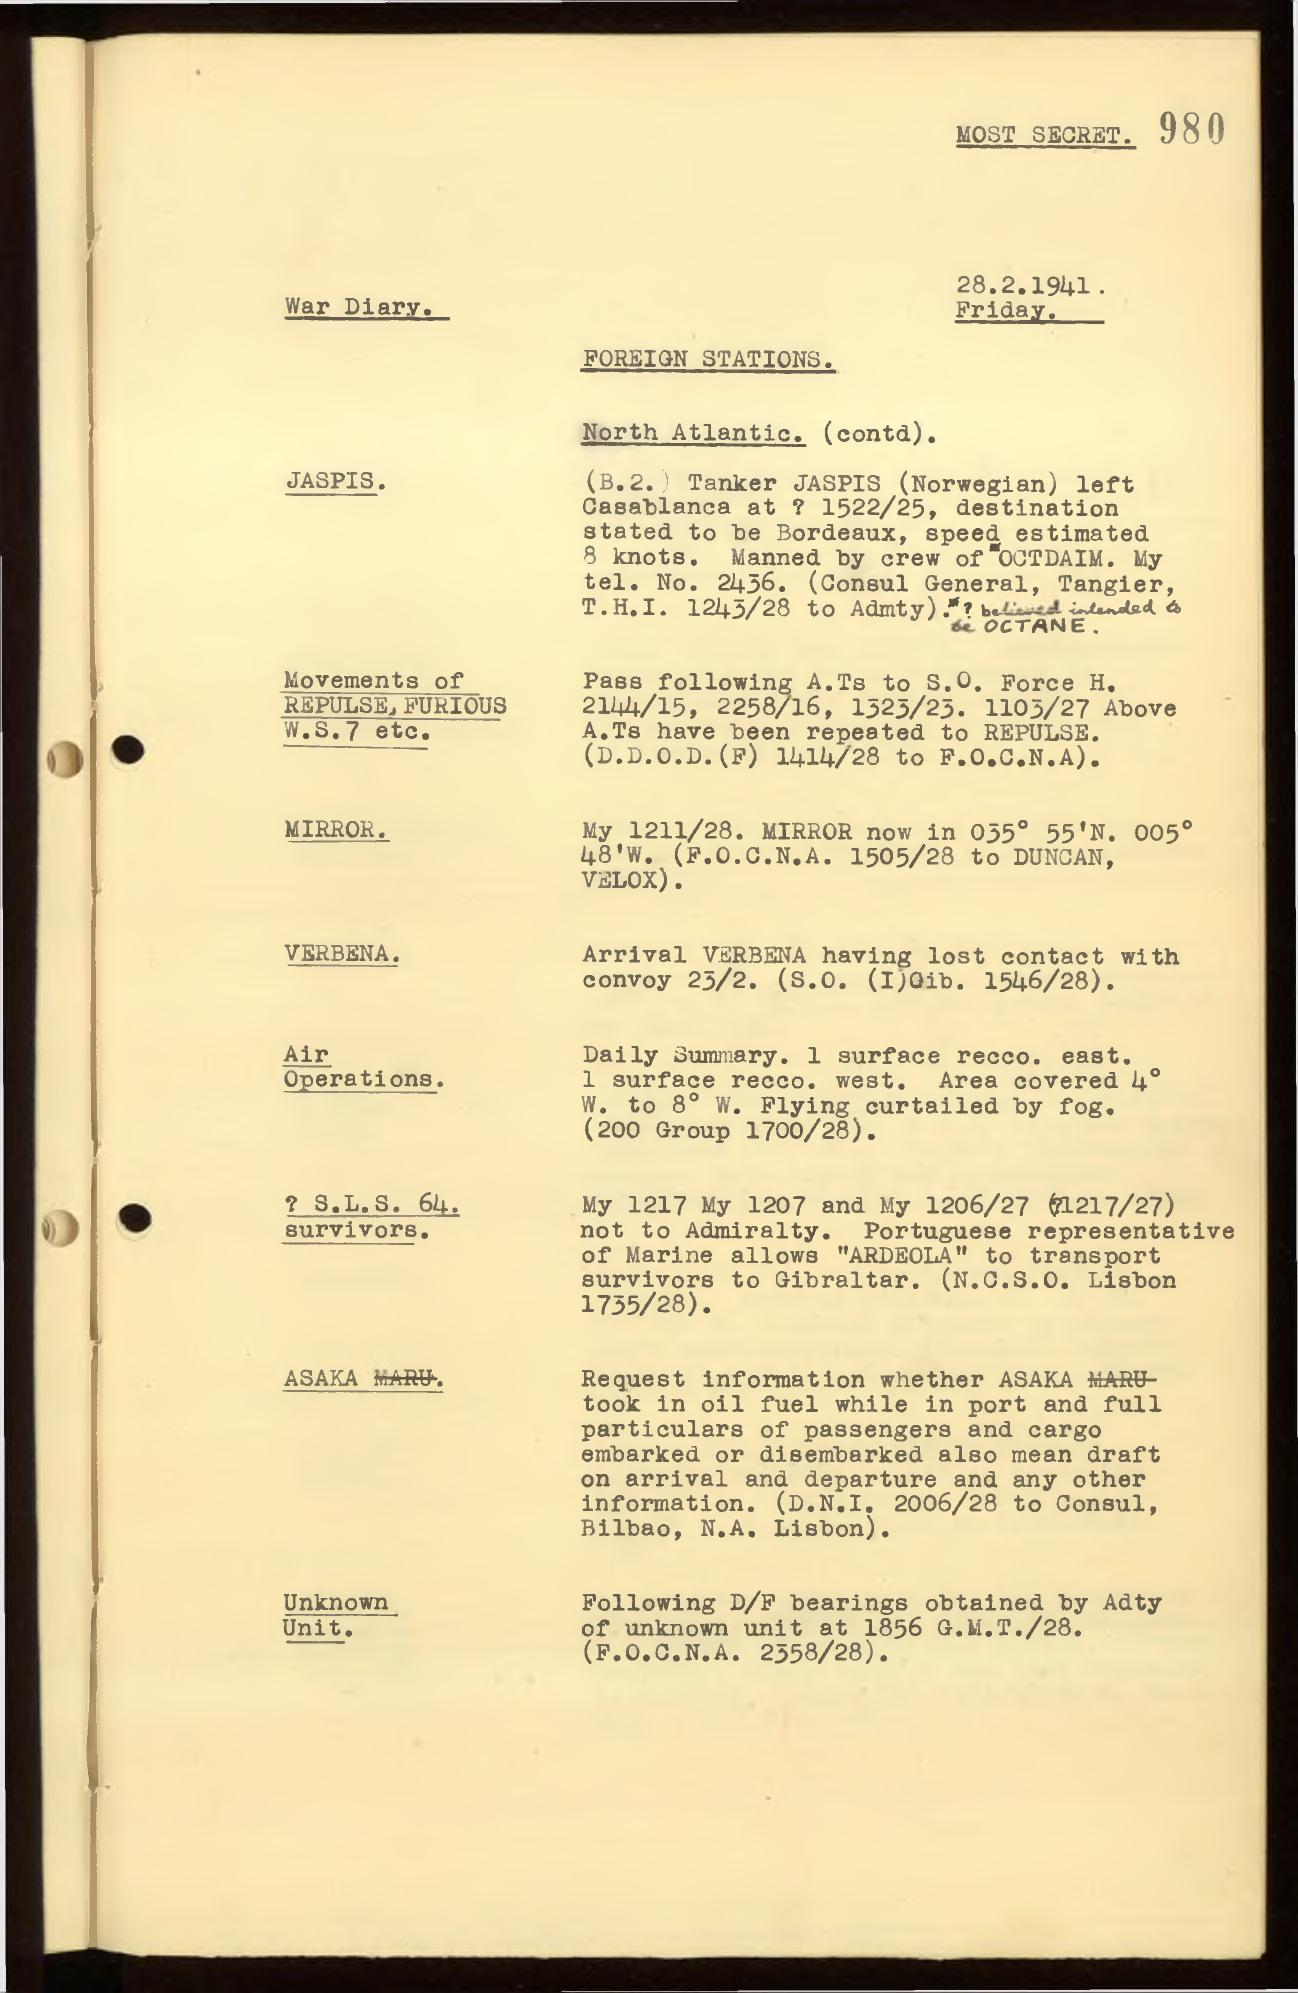 MOST SECRET. 980
28.2.1941.
War Diary.
Friday.
FOREIGN STATIONS.
North Atlantic. (contd).
JASPIS.
(B.2.) Tanker JASPIS (Norwegian) left
Casablanca at ? 1522/25, destination
stated to be Bordeaux, speed estimated
8 knots. Manned by crew of *OCTDAIM. My
tel. No. 2436. (Consul General, Tangier,
T.H.I. 1243/28 to Admty).*? believed intended to
be OCTANE.
Movements of
REPULSE, FURIOUS
W.S.7 etc.
Pass following A.Ts to S.O. Force H.
2144/15, 2258/16, 1323/23. 1103/27 Above
A.Ts have been repeated to REPULSE.
(D.D.O.D.(F) 1414/28 to F.O.C.N.A).
MIRROR.
My 1211/28. MIRROR now in 035° 55'N. 005°
48'W. (F.O.C.N.A. 1505/28 to DUNCAN,
VELOX).
VERBENA.
Arrival VERBENA having lost contact with
convoy 23/2. (S.O. (I)Gib. 1546/28).
Air
Operations.
Daily Summary. 1 surface recco. east.
1 surface recco. west. Area covered 4°
W. to 8° W. Flying curtailed by fog.
(200 Group 1700/28).
? S.L.S. 64.
survivors.
My 1217 My 1207 and My 1206/27 (?1217/27)
not to Admiralty. Portuguese representative
of Marine allows "ARDEOLA" to transport
survivors to Gibraltar. (N.C.S.O. Lisbon
1735/28).
ASAKA MARU.
Request information whether ASAKA MARU
took in oil fuel while in port and full
particulars of passengers and cargo
embarked or disembarked also mean draft
on arrival and departure and any other
information. (D.N.I. 2006/28 to Consul,
Bilbao, N.A. Lisbon).
Unknown
Unit.
Following D/F bearings obtained by Adty
of unknown unit at 1856 G.M.T./28.
(F.O.C.N.A. 2358/28).